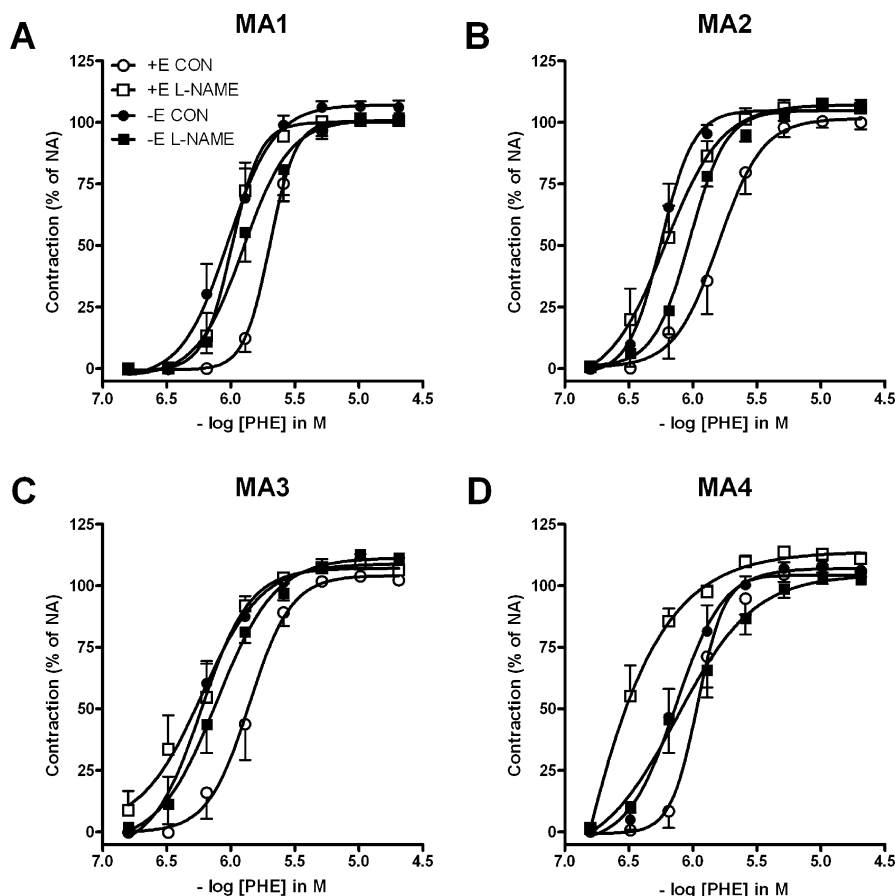 A
MA1
125
100
75
50
25
0
Contraction (% of NA)
+E CON
+E L-NAME
-E CON
-E L-NAME
7.0 6.5 6.0 5.5 5.0 4.5
- log [PHE] in M
B
MA2
125
100
75
50
25
0
Contraction (% of NA)
7.0 6.5 6.0 5.5 5.0 4.5
- log [PHE] in M
C
MA3
125
100
75
50
25
0
Contraction (% of NA)
7.0 6.5 6.0 5.5 5.0 4.5
- log [PHE] in M
D
MA4
125
100
75
50
25
0
Contraction (% of NA)
7.0 6.5 6.0 5.5 5.0 4.5
- log [PHE] in M